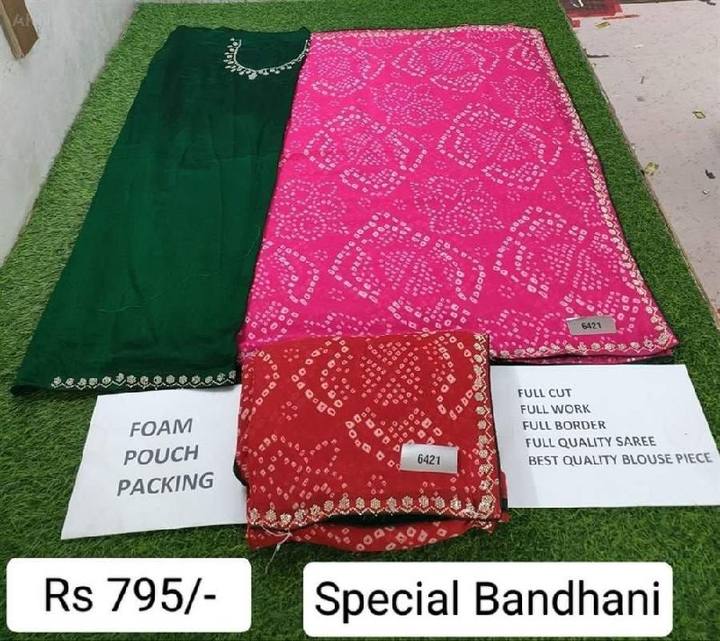 6421
FOAM
POUCH
PACKING
6421
FULL CUT
FULL WORK
FULL BORDER
FULL QUALITY SAREE
BEST QUALITY BLOUSE PIECE
Rs 795/-
Special Bandhani